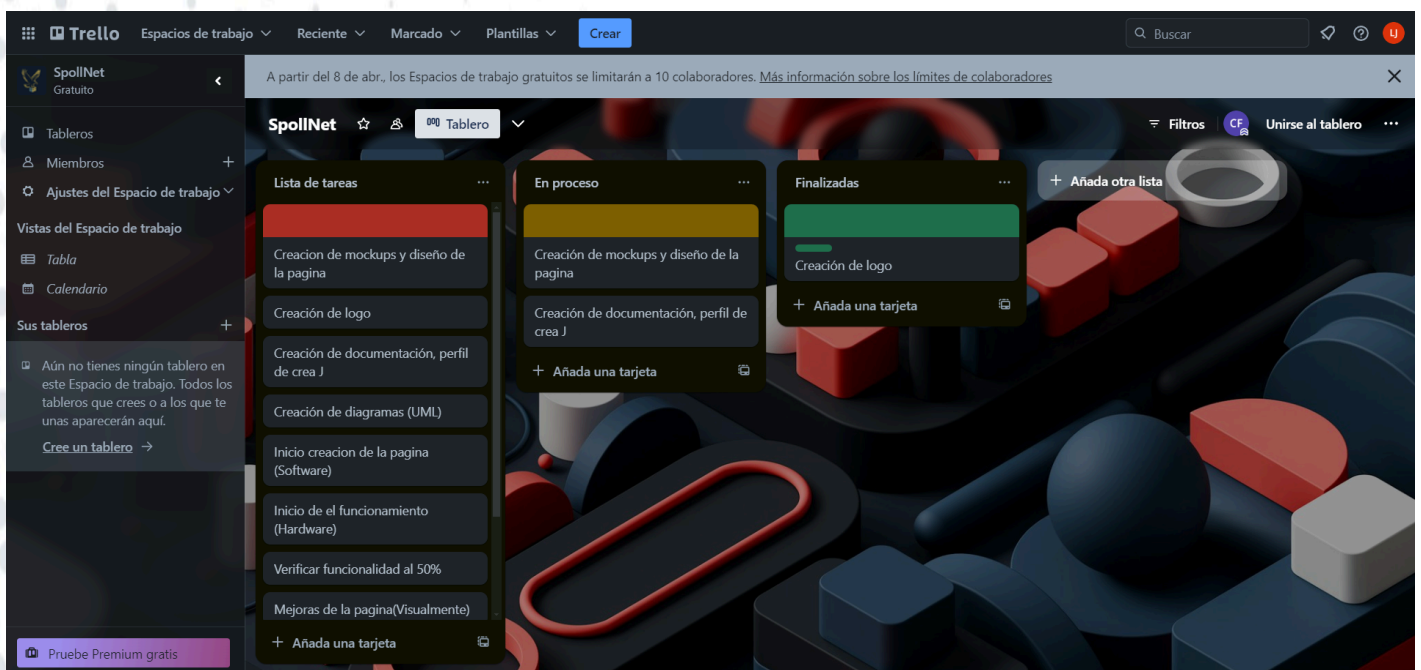 Trello
Espacios de trabajo
Reciente
Marcado
Plantillas
Crear
Buscar
IJ
SpollNet
Gratuito
A partir del 8 de abr., los Espacios de trabajo gratuitos se limitarán a 10 colaboradores. Más información sobre los límites de colaboradores
Tableros
Miembros
Ajustes del Espacio de trabajo
Vistas del Espacio de trabajo
Tabla
Calendario
Sus tableros
Aún no tienes ningún tablero en
este Espacio de trabajo. Todos los
tableros que crees o a los que te
unas aparecerán aquí.
Cree un tablero
Pruebe Premium gratis
SpollNet
Tablero
Filtros
CF
Unirse al tablero
Lista de tareas
Creacion de mockups y diseño de
la pagina
Creación de logo
Creación de documentación, perfil
de crea J
Creación de diagramas (UML)
Inicio creacion de la pagina
(Software)
Inicio de el funcionamiento
(Hardware)
Verificar funcionalidad al 50%
Mejoras de la pagina(Visualmente)
Añada una tarjeta
En proceso
Creación de mockups y diseño de la
pagina
Creación de documentación, perfil de
crea J
Añada una tarjeta
Finalizadas
Creación de logo
Añada una tarjeta
Añada otra lista